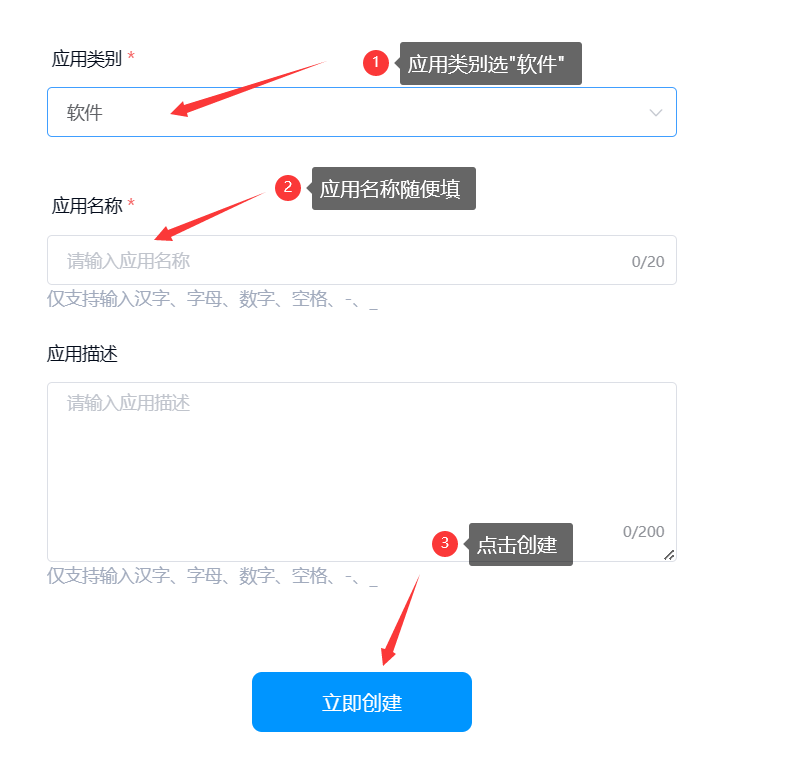 应用类别 *
1 应用类别选"软件"
软件
2 应用名称随便填
应用名称 *
请输入应用名称 0/20
仅支持输入汉字、字母、数字、空格、-、_
应用描述
请输入应用描述
0/200
3 点击创建
仅支持输入汉字、字母、数字、空格、-、_
立即创建